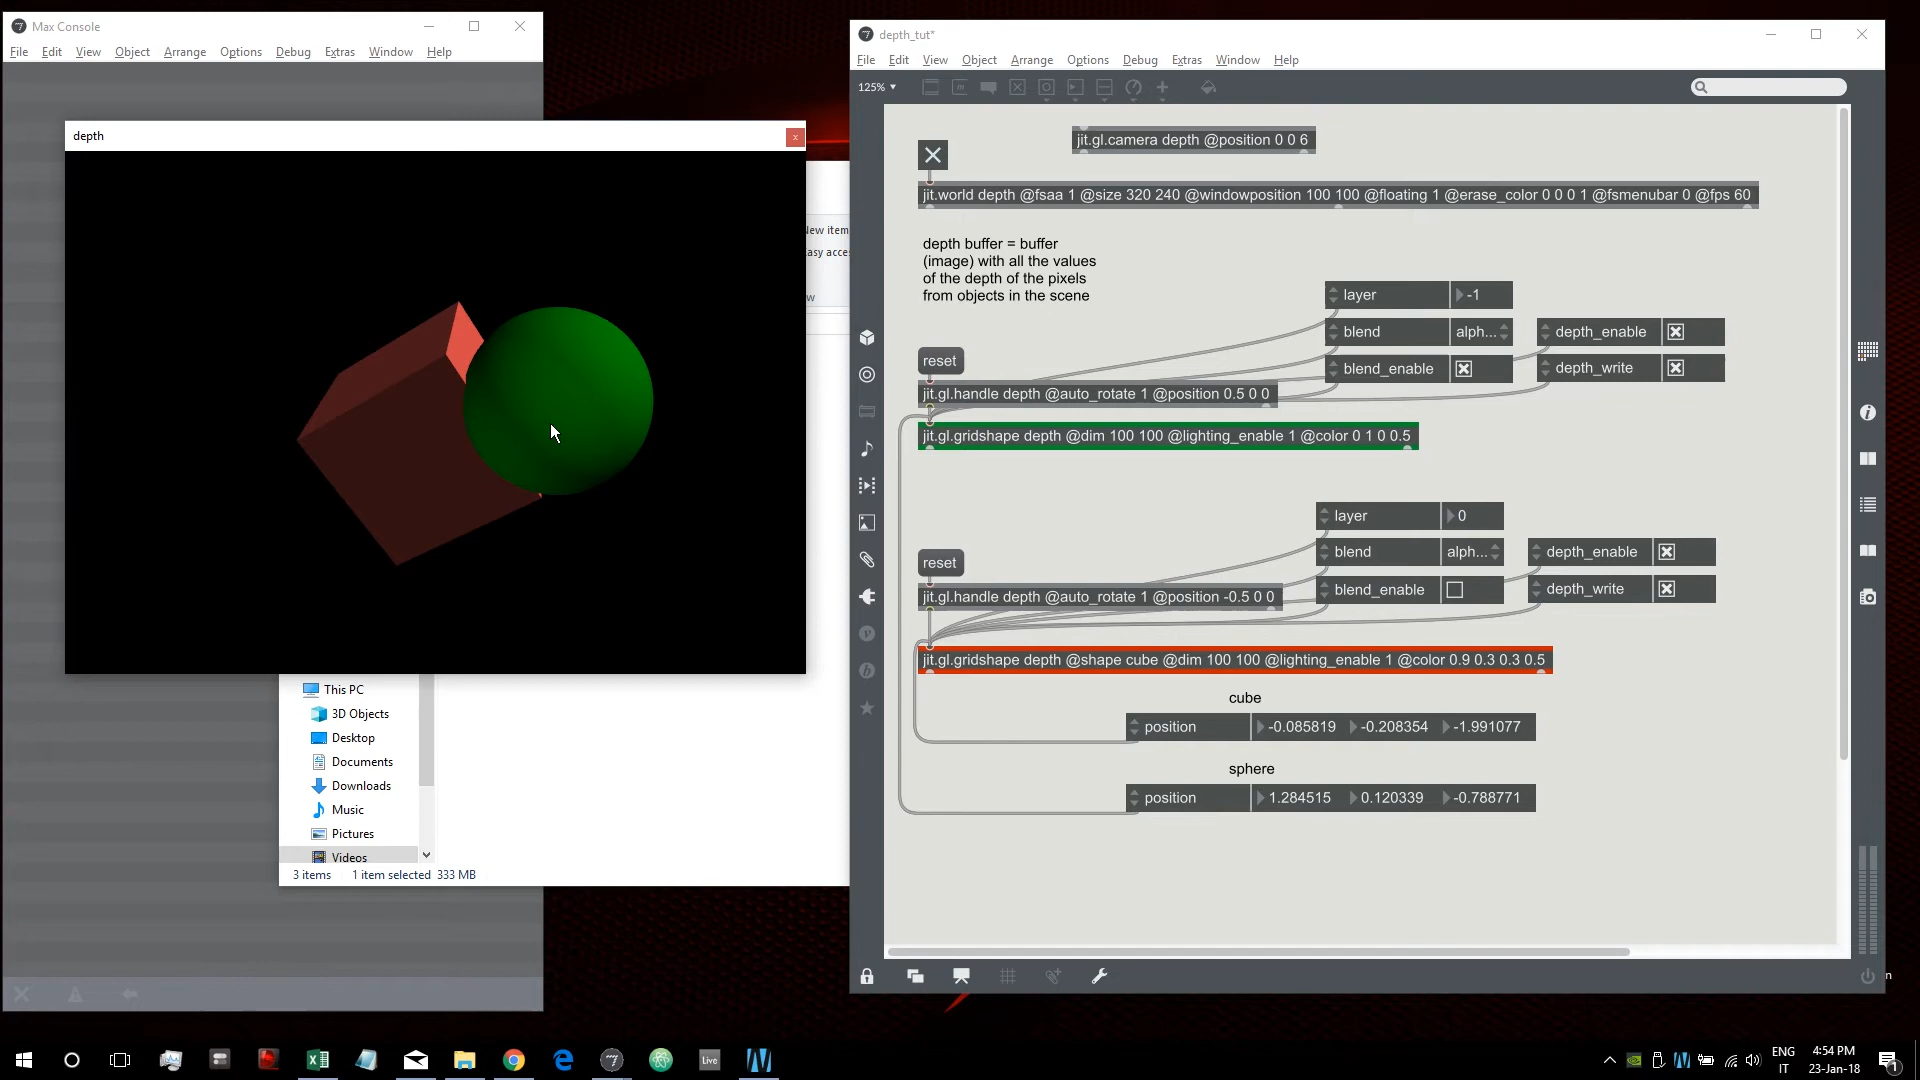 Max Console
File Edit View Object Arrange Options Debug Extras Window Help
depth
New item
asy acce
w
This PC
3D Objects
Desktop
Documents
Downloads
Music
Pictures
Videos
3 items 1 item selected 333 MB
depth_tut*
File Edit View Object Arrange Options Debug Extras Window Help
125%
jit.gl.camera depth @position 0 0 6
jit.world depth @fsaa 1 @size 320 240 @windowposition 100 100 @floating 1 @erase_color 0 0 0 1 @fsmenubar 0 @fps 60
depth buffer = buffer
(image) with all the values
of the depth of the pixels
from objects in the scene
layer -1
blend alph...
depth_enable
blend_enable
depth_write
reset
jit.gl.handle depth @auto_rotate 1 @position 0.5 0 0
jit.gl.gridshape depth @dim 100 100 @lighting_enable 1 @color 0 1 0 0.5
layer 0
blend alph...
depth_enable
blend_enable
depth_write
reset
jit.gl.handle depth @auto_rotate 1 @position -0.5 0 0
jit.gl.gridshape depth @shape cube @dim 100 100 @lighting_enable 1 @color 0.9 0.3 0.3 0.5
cube
position -0.085819 -0.208354 -1.991077
sphere
position 1.284515 0.120339 -0.788771
n
Live
ENG
IT
4:54 PM
23-Jan-18
1